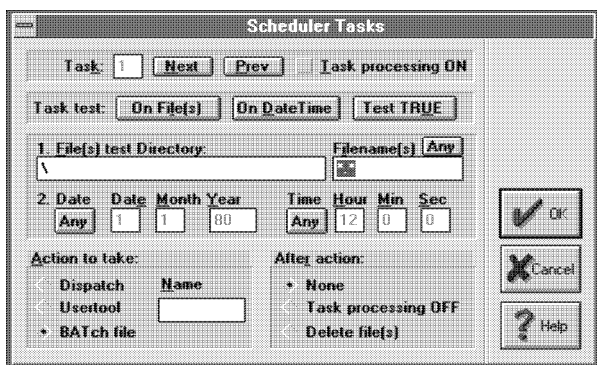 Scheduler Tasks
Task: 1 Next Prev Task processing ON
Task test: On File(s) On DateTime Test TRUE
1. File(s) test Directory: Filename(s) Any
\ *.*
2. Date Date Month Year Time Hour Min Sec
Any 1 1 80 Any 12 0 0
OK
Action to take: After action:
Cancel
Dispatch Name None
Usertool Task processing OFF
BATch file Delete file(s)
Help